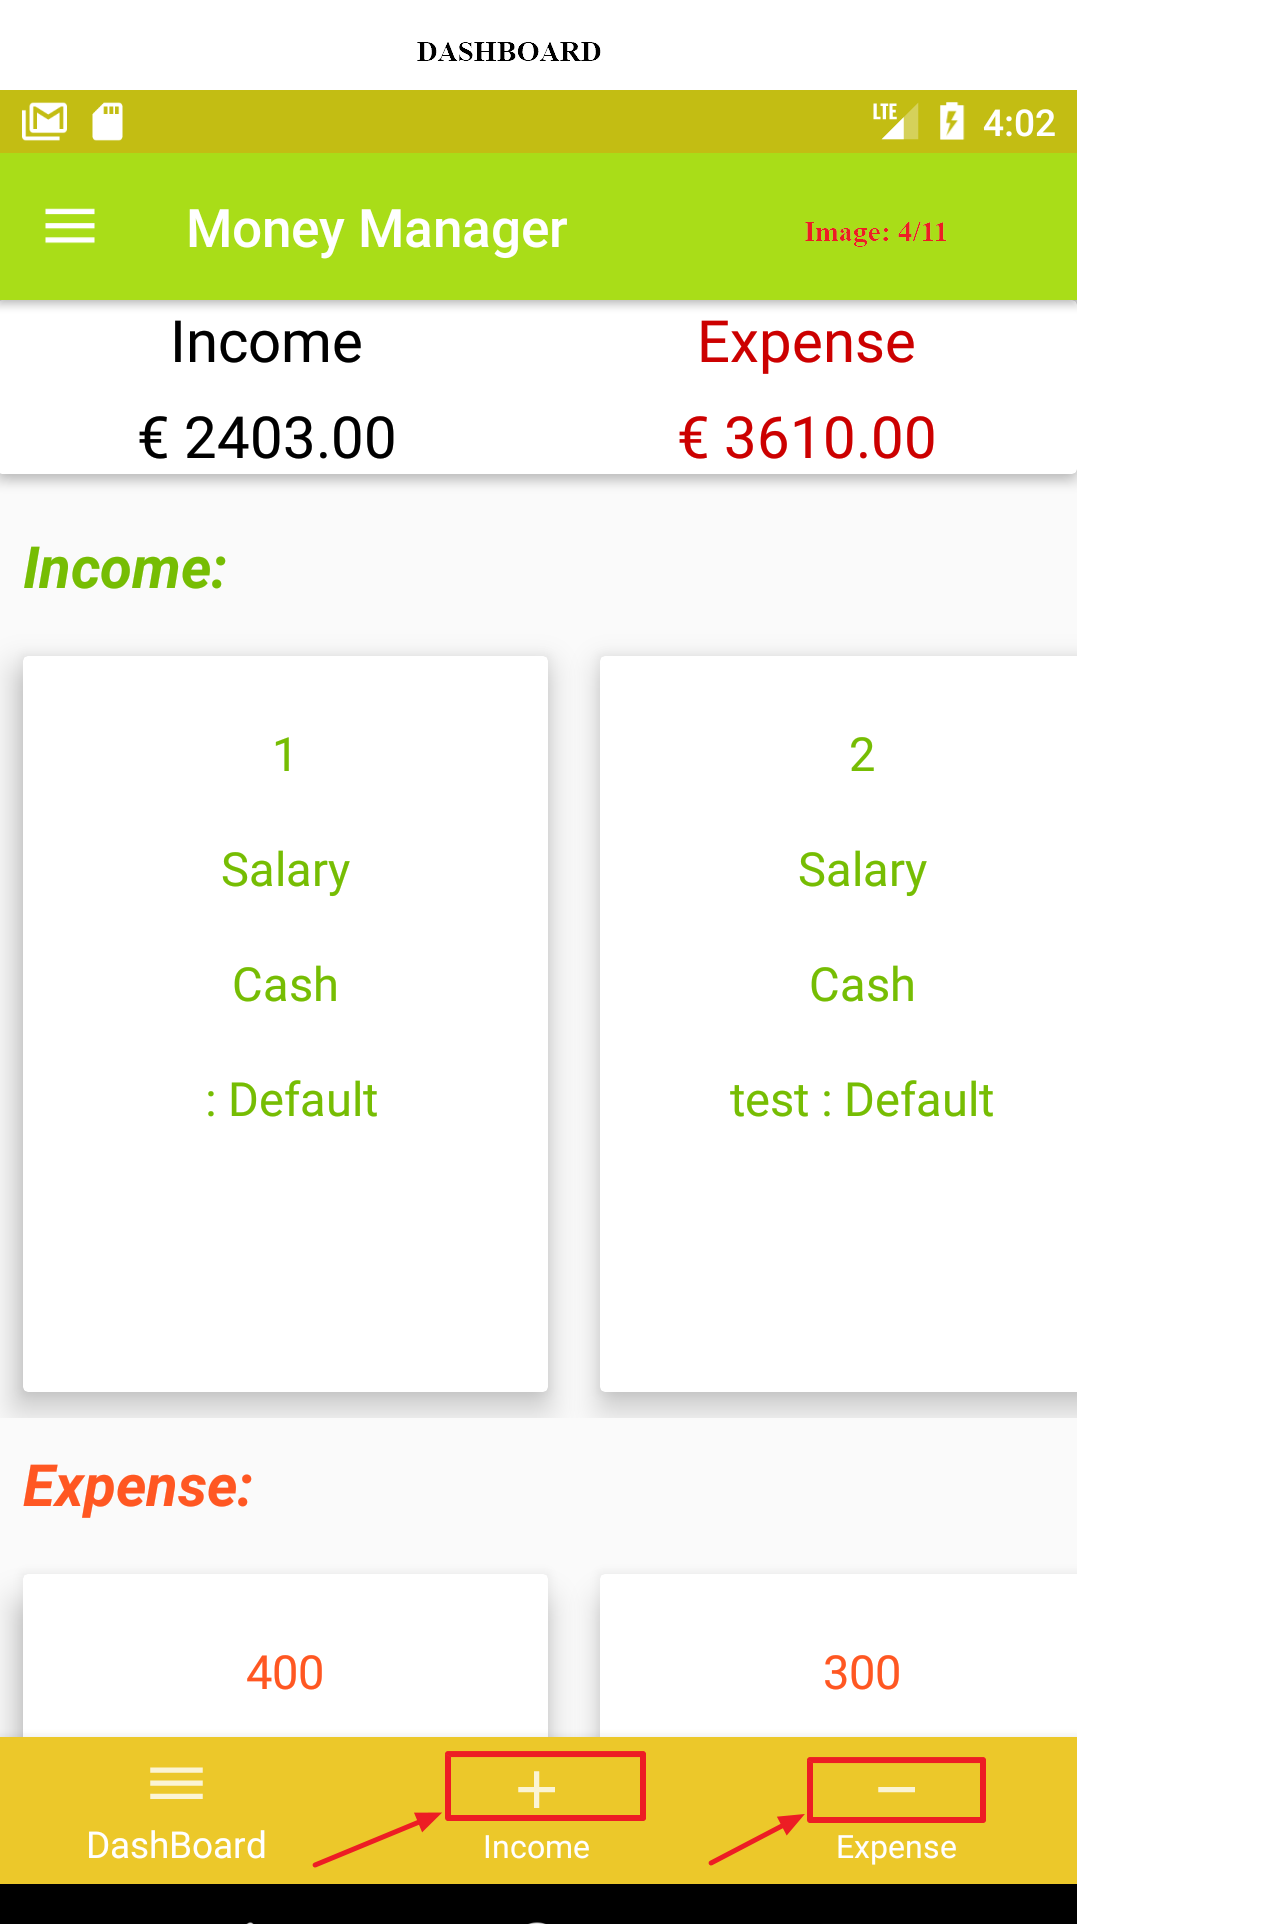 DASHBOARD
LTE 4:02
Money Manager
Image: 4/11
Income Expense
€ 2403.00 € 3610.00
Income:
1 2
Salary Salary
Cash Cash
: Default test : Default
Expense:
400 300
DashBoard Income Expense